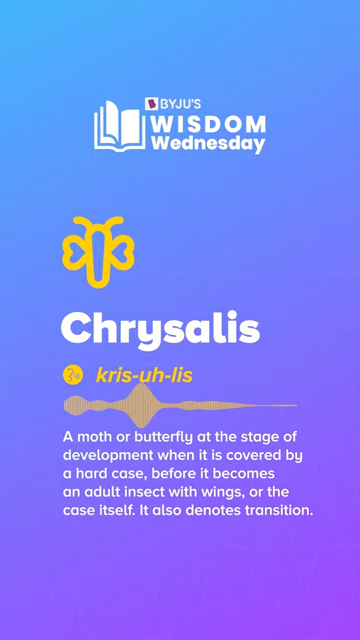 BYJU'S
WISDOM
Wednesday
Chrysalis
kris-uh-lis
A moth or butterfly at the stage of
development when it is covered by
a hard case, before it becomes
an adult insect with wings, or the
case itself. It also denotes transition.